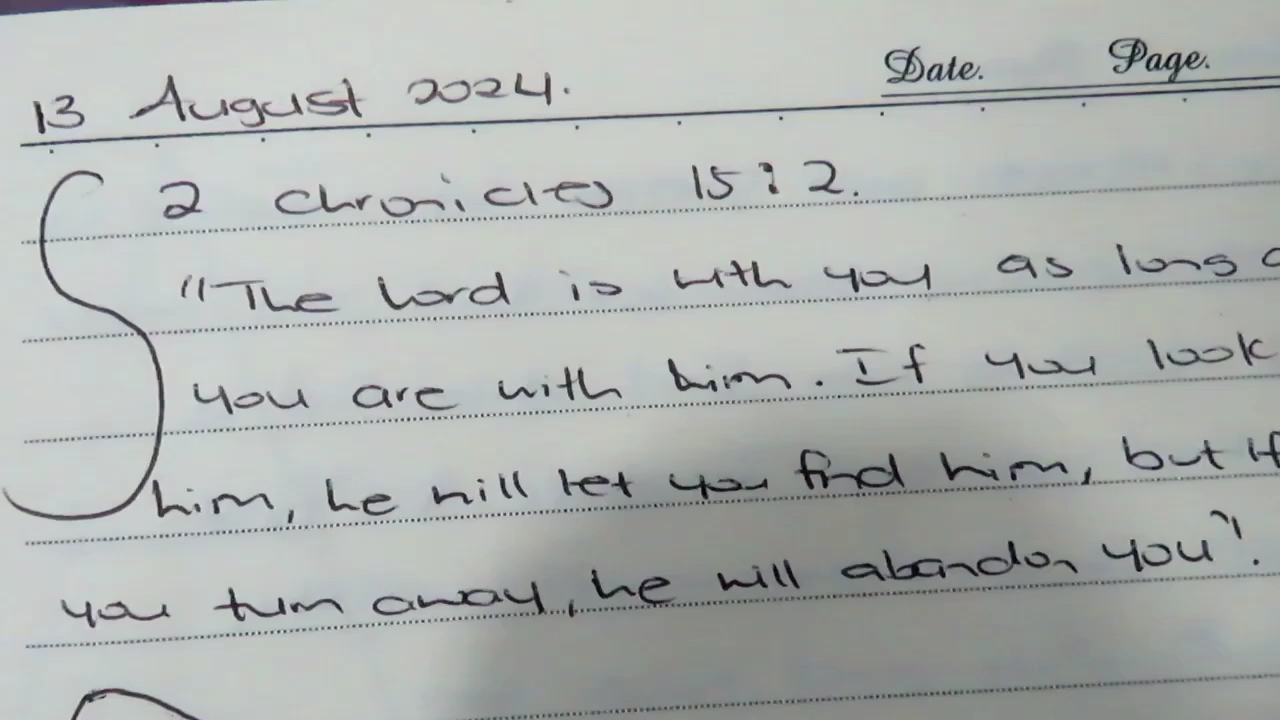 Date. Page.
13 August 2024.
2 chronicles 15:2.
"The Lord is with you as long
you are with him. If you look
him, he will let you find him, but if
you turn away, he will abandon you".